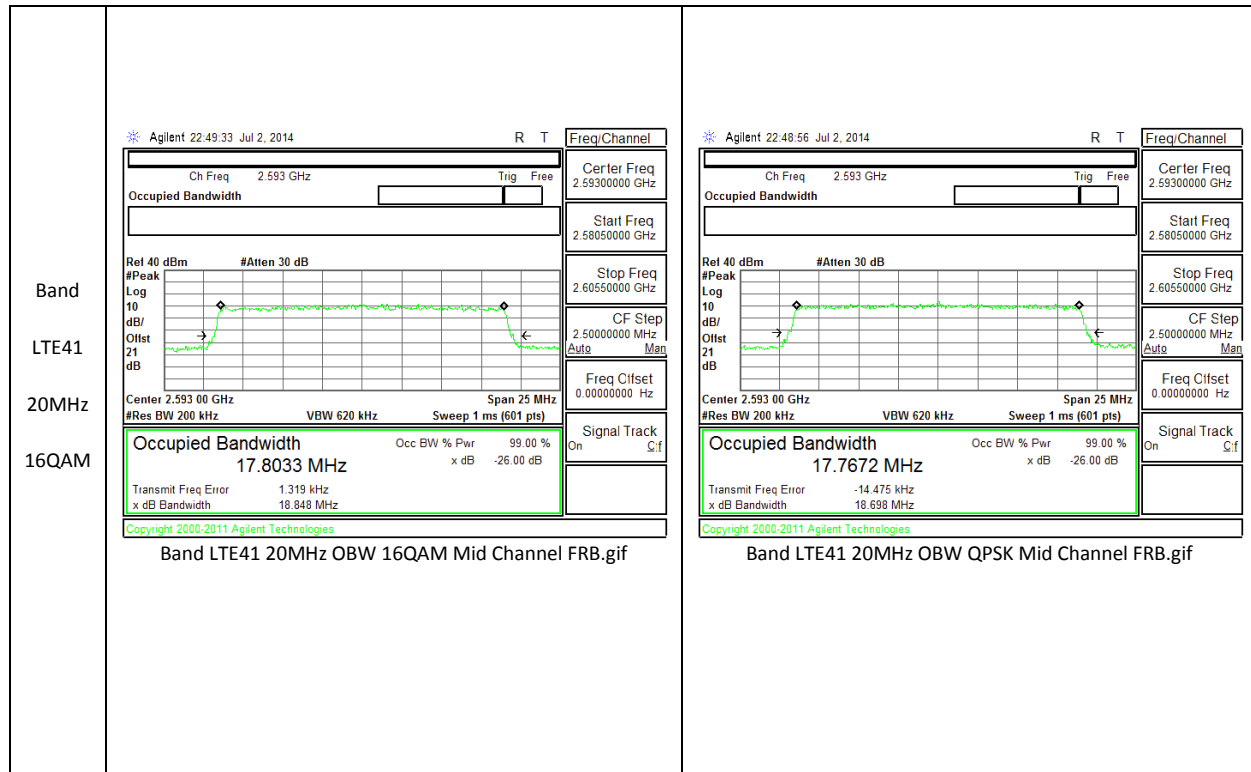 Band
LTE41
20MHz
16QAM
Agilent 22:49:33 Jul 2, 2014 R T
Ch Freq 2.593 GHz Trig Free
Occupied Bandwidth
Ref 40 dBm #Atten 30 dB
#Peak
Log
10
dB/
Offst
21
dB
Center 2.593 00 GHz Span 25 MHz
#Res BW 200 kHz VBW 620 kHz Sweep 1 ms (601 pts)
Occupied Bandwidth Occ BW % Pwr 99.00 %
17.8033 MHz x dB -26.00 dB
Transmit Freq Error 1.319 kHz
x dB Bandwidth 18.848 MHz
Copyright 2000-2011 Agilent Technologies
Freq/Channel
Center Freq
2.59300000 GHz
Start Freq
2.58050000 GHz
Stop Freq
2.60550000 GHz
CF Step
2.50000000 MHz
Auto Man
Freq Offset
0.00000000 Hz
Signal Track
On Off
Band LTE41 20MHz OBW 16QAM Mid Channel FRB.gif
Agilent 22:48:56 Jul 2, 2014 R T
Ch Freq 2.593 GHz Trig Free
Occupied Bandwidth
Ref 40 dBm #Atten 30 dB
#Peak
Log
10
dB/
Offst
21
dB
Center 2.593 00 GHz Span 25 MHz
#Res BW 200 kHz VBW 620 kHz Sweep 1 ms (601 pts)
Occupied Bandwidth Occ BW % Pwr 99.00 %
17.7672 MHz x dB -26.00 dB
Transmit Freq Error -14.475 kHz
x dB Bandwidth 18.698 MHz
Copyright 2000-2011 Agilent Technologies
Freq/Channel
Center Freq
2.59300000 GHz
Start Freq
2.58050000 GHz
Stop Freq
2.60550000 GHz
CF Step
2.50000000 MHz
Auto Man
Freq Offset
0.00000000 Hz
Signal Track
On Off
Band LTE41 20MHz OBW QPSK Mid Channel FRB.gif